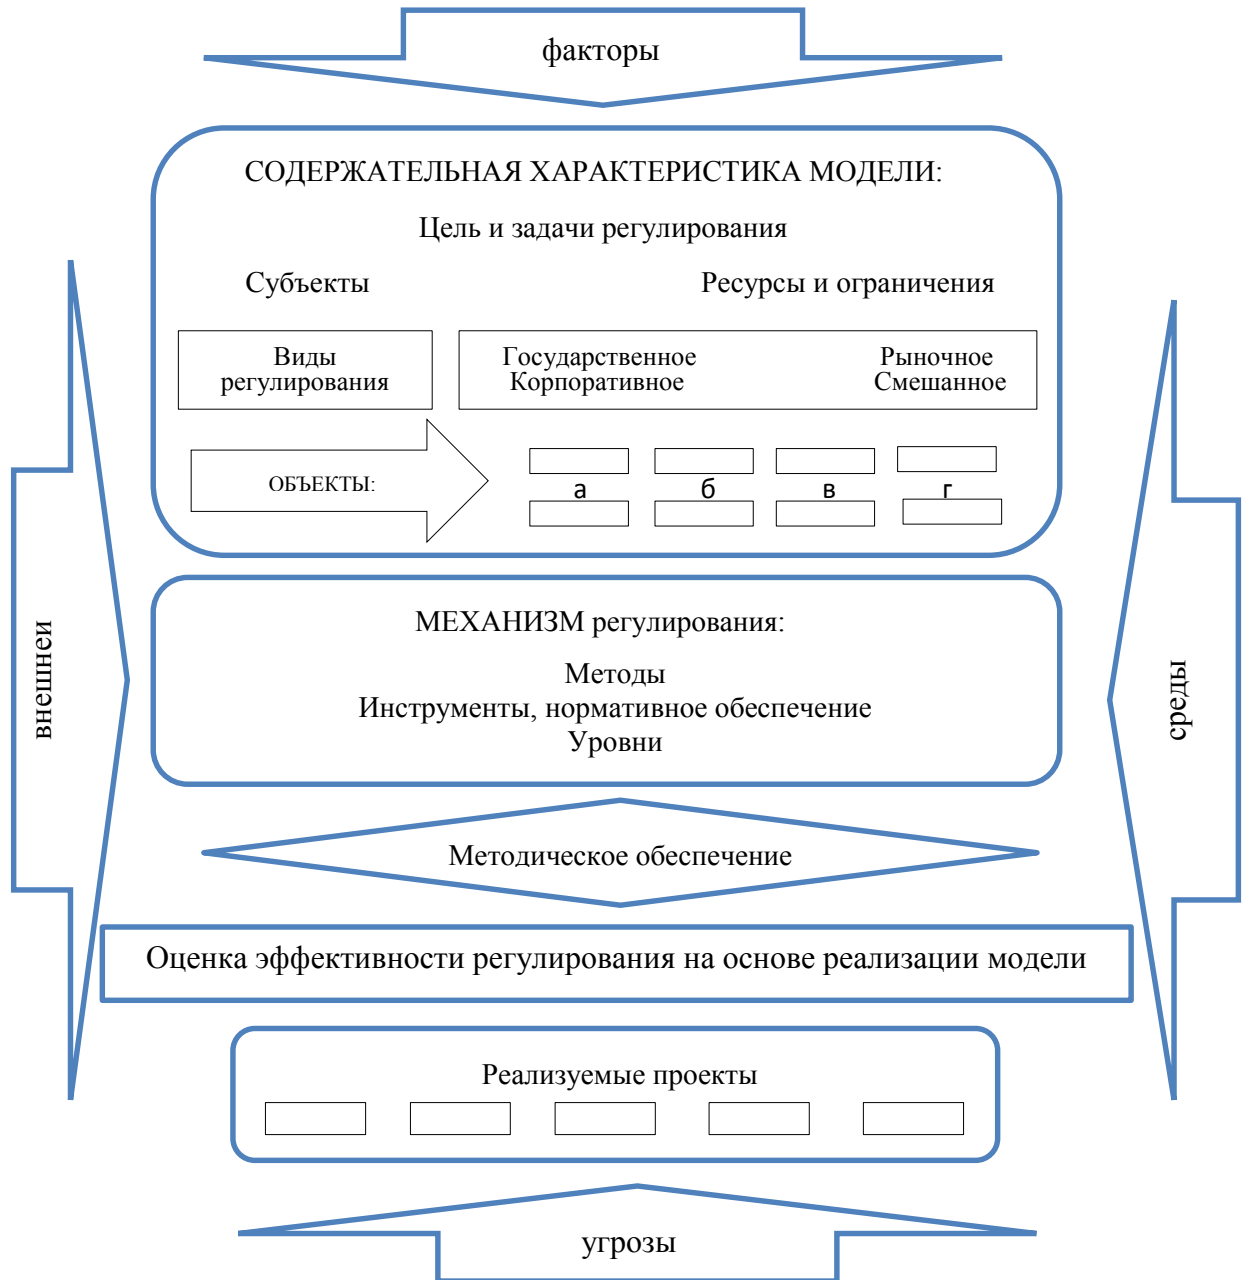 факторы
СОДЕРЖАТЕЛЬНАЯ ХАРАКТЕРИСТИКА МОДЕЛИ:
Цель и задачи регулирования
Субъекты
Ресурсы и ограничения
Виды
регулирования
Государственное
Корпоративное
Рыночное
Смешанное
ОБЪЕКТЫ:
а
б
в
г
внешнеи
среды
МЕХАНИЗМ регулирования:
Методы
Инструменты, нормативное обеспечение
Уровни
Методическое обеспечение
Оценка эффективности регулирования на основе реализации модели
Реализуемые проекты
угрозы